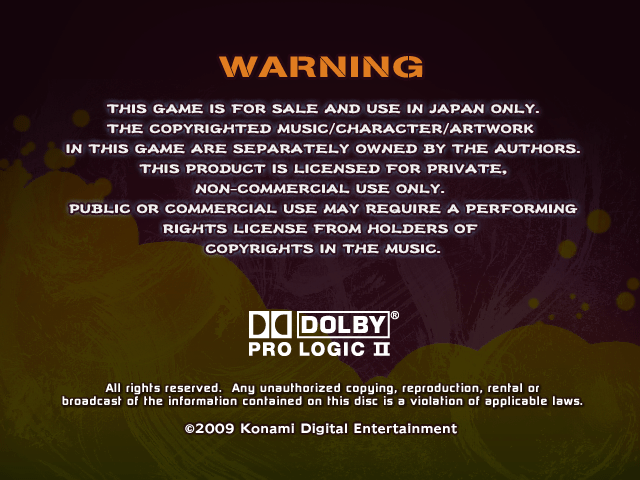 WARNING
THIS GAME IS FOR SALE AND USE IN JAPAN ONLY.
THE COPYRIGHTED MUSIC/CHARACTER/ARTWORK
IN THIS GAME ARE SEPARATELY OWNED BY THE AUTHORS.
THIS PRODUCT IS LICENSED FOR PRIVATE,
NON-COMMERCIAL USE ONLY.
PUBLIC OR COMMERCIAL USE MAY REQUIRE A PERFORMING
RIGHTS LICENSE FROM HOLDERS OF
COPYRIGHTS IN THE MUSIC.
DOLBY®
PRO LOGIC II
All rights reserved. Any unauthorized copying, reproduction, rental or
broadcast of the information contained on this disc is a violation of applicable laws.
©2009 Konami Digital Entertainment